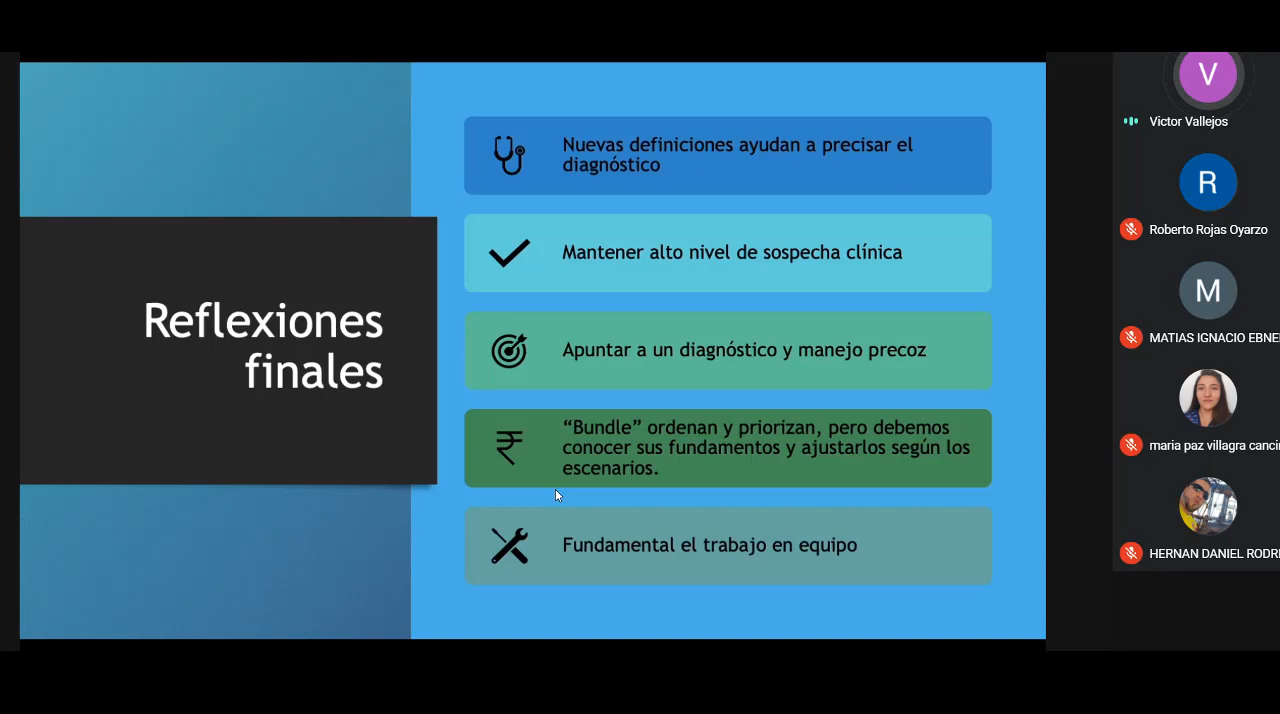 Reflexiones
finales
Nuevas definiciones ayudan a precisar el
diagnóstico
Mantener alto nivel de sospecha clínica
Apuntar a un diagnóstico y manejo precoz
“Bundle” ordenan y priorizan, pero debemos
conocer sus fundamentos y ajustarlos según los
escenarios.
Fundamental el trabajo en equipo
V
Victor Vallejos
R
Roberto Rojas Oyarzo
M
MATIAS IGNACIO EBNE
maria paz villagra canci
HERNAN DANIEL RODRI